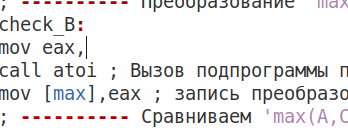 ; ---------- Преобразование 'max
check_B:
mov eax,
call atoi ; Вызов подпрограммы п
mov [max],eax ; запись преобразо
; ---------- Сравниваем 'max(A,C